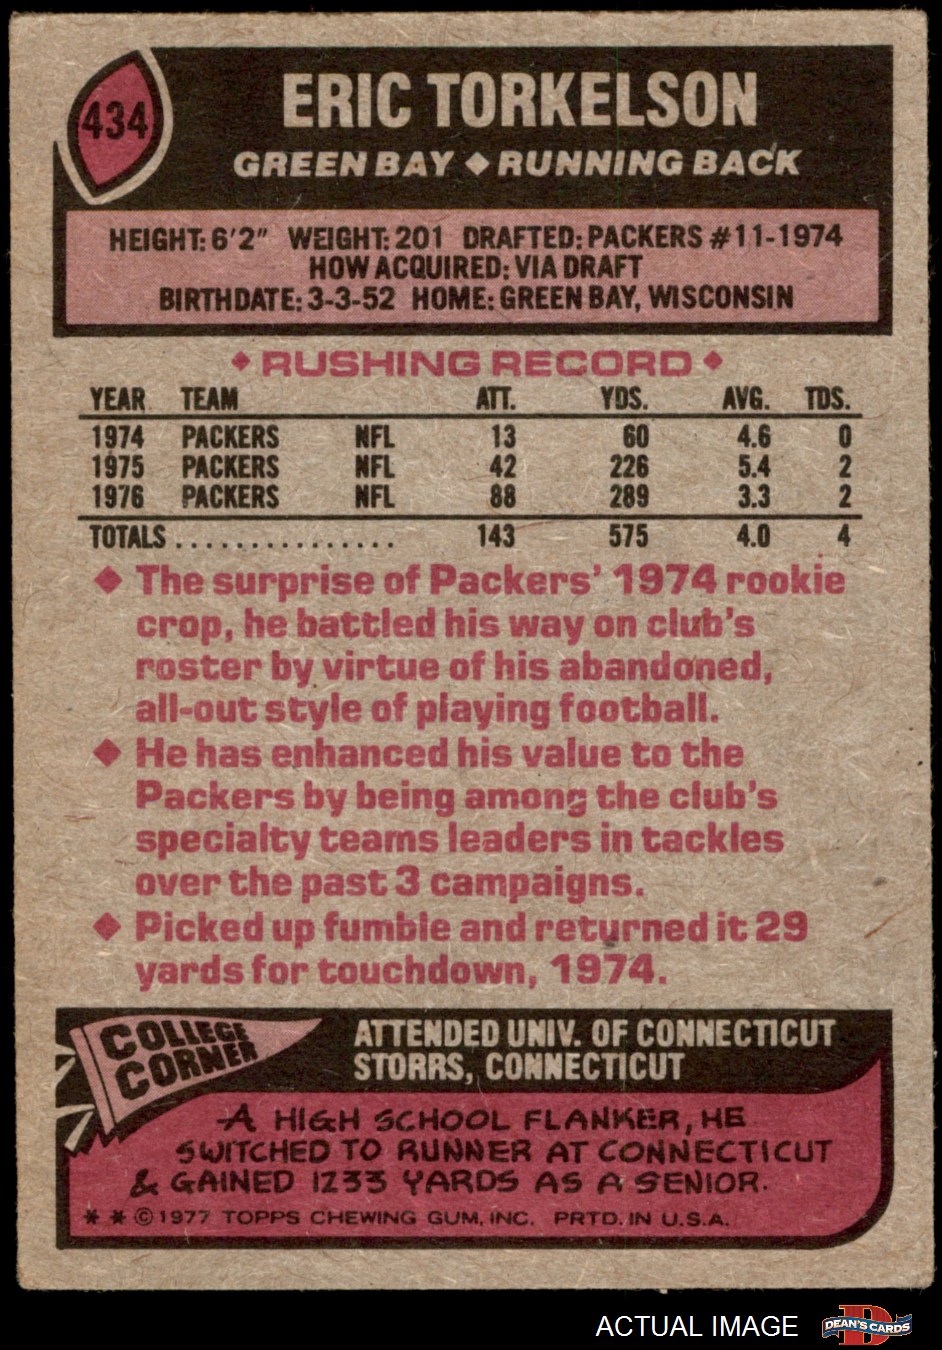 434
ERIC TORKELSON
GREEN BAY ◆ RUNNING BACK
HEIGHT: 6'2" WEIGHT: 201 DRAFTED: PACKERS #11-1974
HOW ACQUIRED: VIA DRAFT
BIRTHDATE: 3-3-52 HOME: GREEN BAY, WISCONSIN
◆ RUSHING RECORD ◆
YEAR TEAM ATT. YDS. AVG. TDS.
1974 PACKERS NFL 13 60 4.6 0
1975 PACKERS NFL 42 226 5.4 2
1976 PACKERS NFL 88 289 3.3 2
TOTALS ............... 143 575 4.0 4
◆ The surprise of Packers' 1974 rookie
crop, he battled his way on club's
roster by virtue of his abandoned,
all-out style of playing football.
◆ He has enhanced his value to the
Packers by being among the club's
specialty teams leaders in tackles
over the past 3 campaigns.
◆ Picked up fumble and returned it 29
yards for touchdown, 1974.
COLLEGE
CORNER
ATTENDED UNIV. OF CONNECTICUT
STORRS, CONNECTICUT
A HIGH SCHOOL FLANKER, HE
SWITCHED TO RUNNER AT CONNECTICUT
& GAINED 1233 YARDS AS A SENIOR.
* * © 1977 TOPPS CHEWING GUM, INC. PRTD. IN U.S.A.
ACTUAL IMAGE
D
DEAN'S CARDS